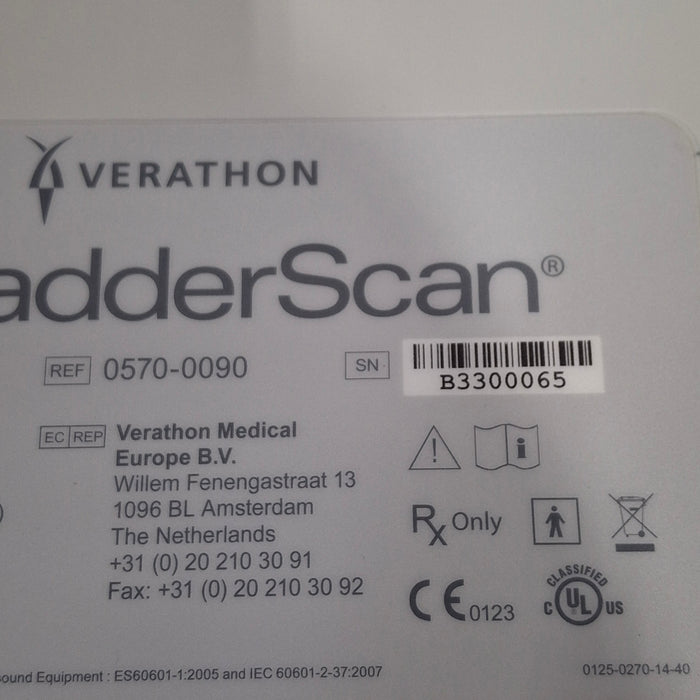 VERATHON
adderScan®
REF 0570-0090
SN
B3300065
EC REP Verathon Medical
Europe B.V.
Willem Fenengastraat 13
1096 BL Amsterdam
The Netherlands
+31 (0) 20 210 30 91
Fax: +31 (0) 20 210 30 92
Rx Only
CE 0123
CLASSIFIED
C UL US
ound Equipment : ES60601-1:2005 and IEC 60601-2-37:2007
0125-0270-14-40